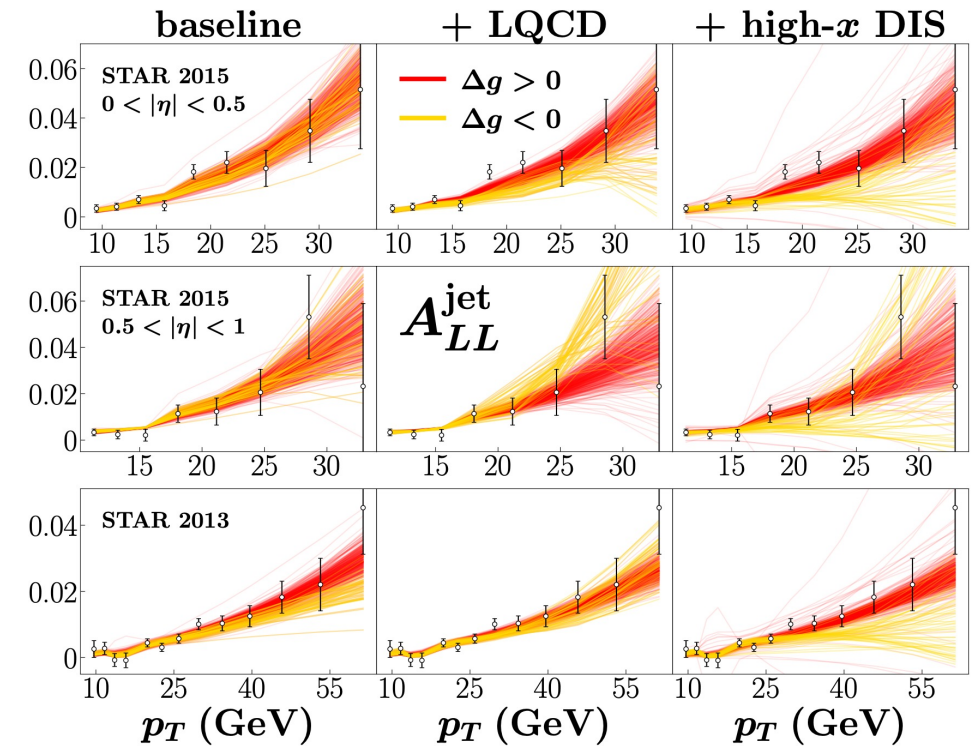 baseline + LQCD + high-x DIS
STAR 2015
0 < |η| < 0.5
Δg > 0
Δg < 0
0.06
0.04
0.02
0
10 15 20 25 30 10 15 20 25 30 10 15 20 25 30
STAR 2015
0.5 < |η| < 1
A_{LL}^{jet}
0.06
0.04
0.02
0
15 20 25 30 15 20 25 30 15 20 25 30
STAR 2013
0.04
0.02
0
10 25 40 55 10 25 40 55 10 25 40 55
p_T (GeV) p_T (GeV) p_T (GeV)